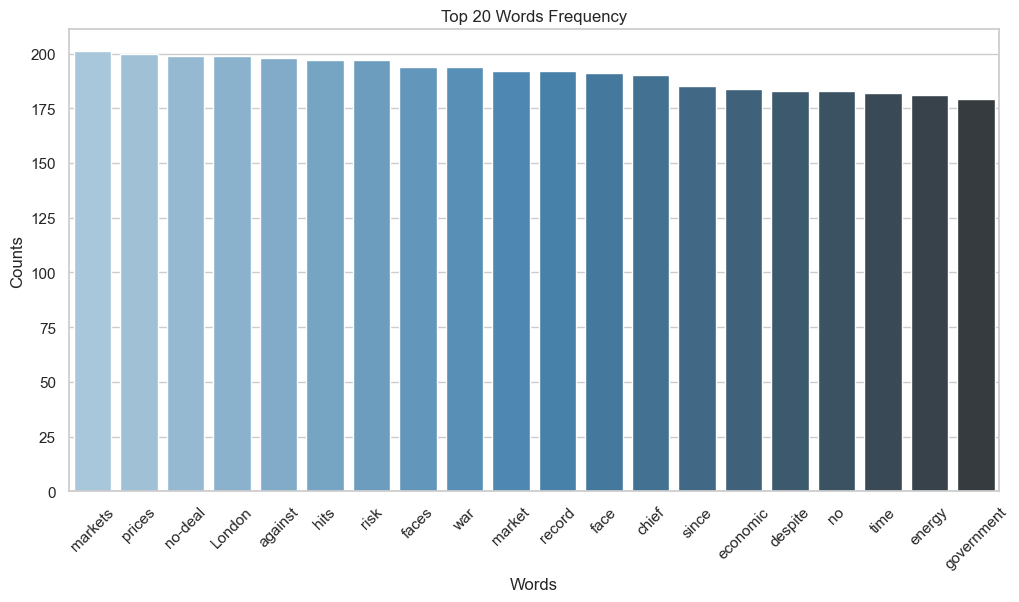 Top 20 Words Frequency
200
175
150
125
100
75
50
25
0
Counts
markets
prices
no-deal
London
against
hits
risk
faces
war
market
record
face
chief
since
economic
despite
no
time
energy
government
Words